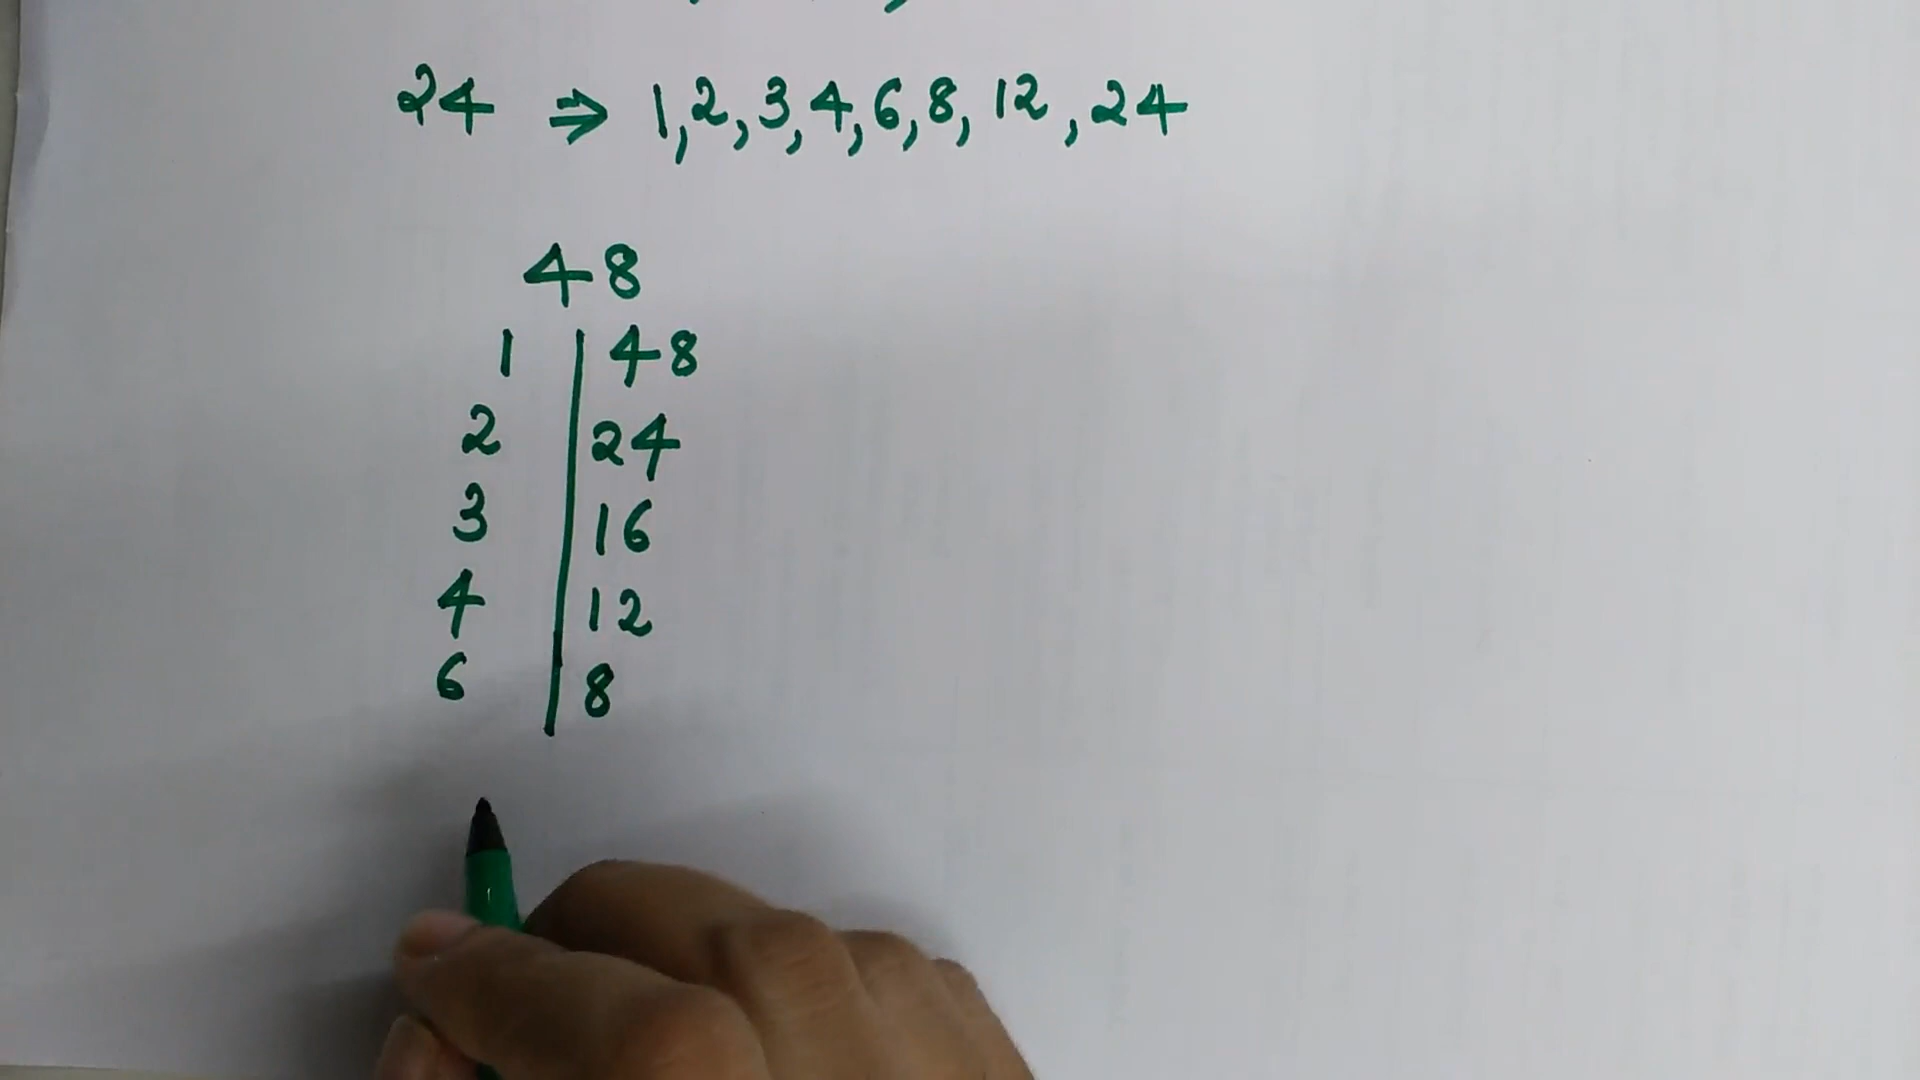 24 ⇒ 1, 2, 3, 4, 6, 8, 12, 24
48
1 | 48
2 | 24
3 | 16
4 | 12
6 | 8